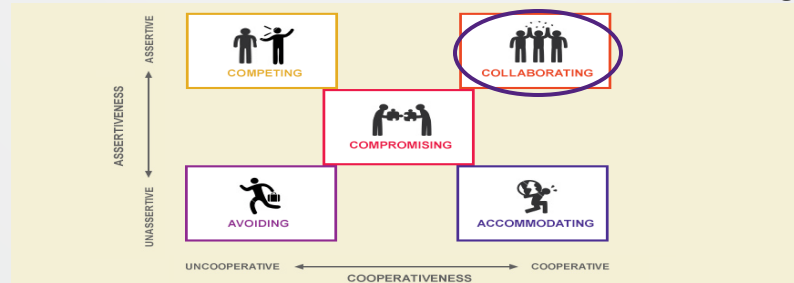 ASSERTIVE
ASSERTIVENESS
UNASSERTIVE
COMPETING
COLLABORATING
COMPROMISING
AVOIDING
ACCOMMODATING
UNCOOPERATIVE
COOPERATIVE
COOPERATIVENESS